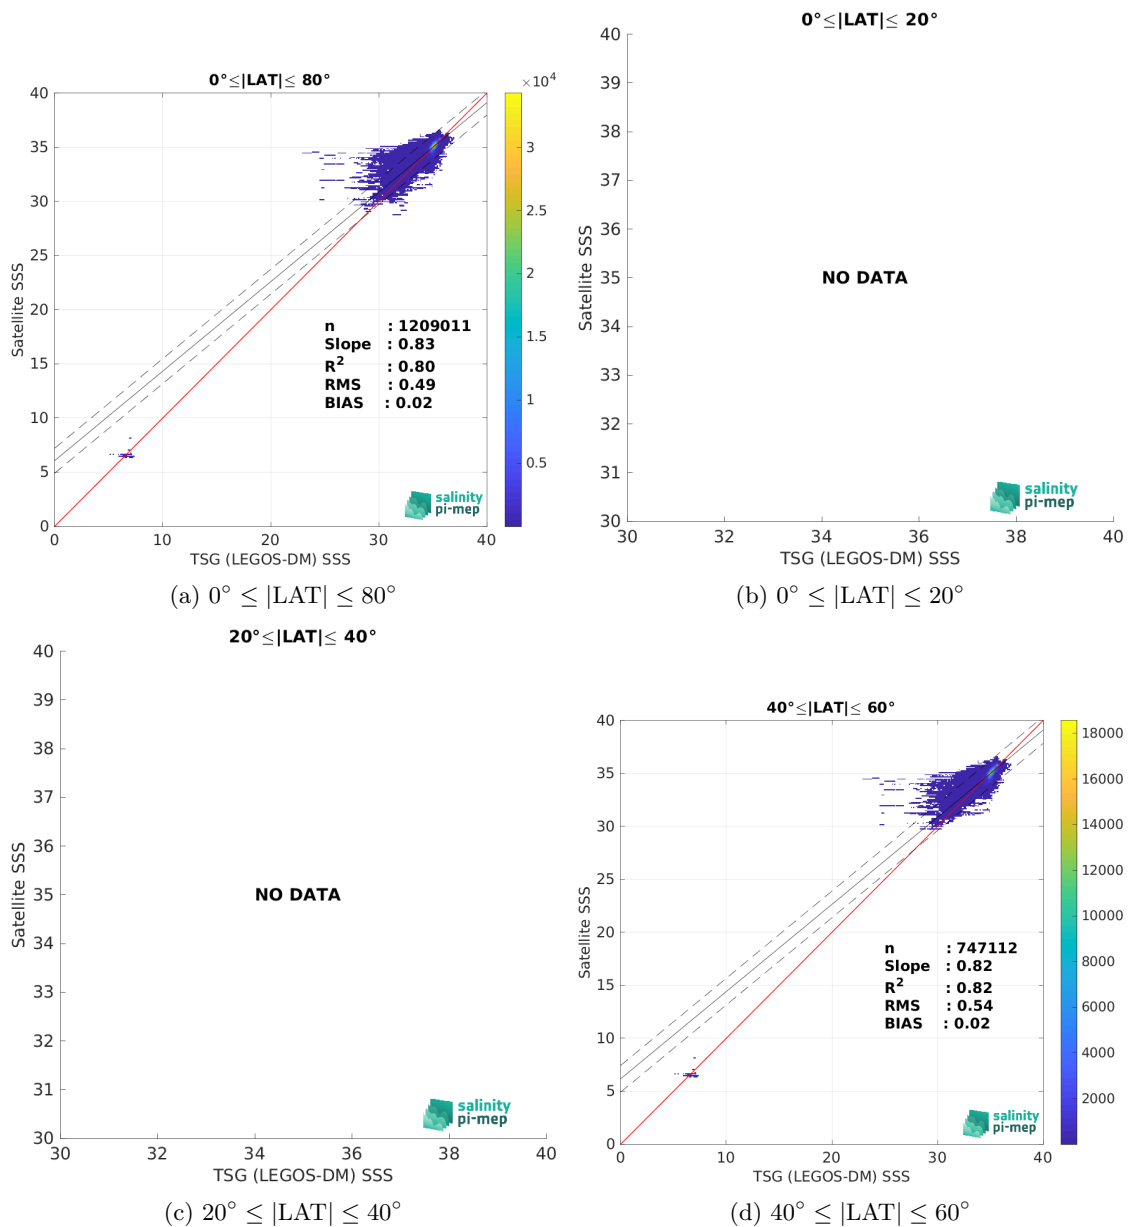 0°≤|LAT|≤ 80°
×10⁴
Satellite SSS
40
35
30
25
20
15
10
5
0
0
10
20
30
40
TSG (LEGOS-DM) SSS
3
2.5
2
1.5
1
0.5
n : 1209011
Slope : 0.83
R² : 0.80
RMS : 0.49
BIAS : 0.02
salinity
pi-mep
(a) 0° ≤ |LAT| ≤ 80°
0°≤|LAT|≤ 20°
Satellite SSS
40
39
38
37
36
35
34
33
32
31
30
NO DATA
30
32
34
36
38
40
TSG (LEGOS-DM) SSS
salinity
pi-mep
(b) 0° ≤ |LAT| ≤ 20°
20°≤|LAT|≤ 40°
Satellite SSS
40
39
38
37
36
35
34
33
32
31
30
NO DATA
30
32
34
36
38
40
TSG (LEGOS-DM) SSS
salinity
pi-mep
(c) 20° ≤ |LAT| ≤ 40°
40°≤|LAT|≤ 60°
Satellite SSS
40
35
30
25
20
15
10
5
0
0
10
20
30
40
TSG (LEGOS-DM) SSS
18000
16000
14000
12000
10000
8000
6000
4000
2000
n : 747112
Slope : 0.82
R² : 0.82
RMS : 0.54
BIAS : 0.02
salinity
pi-mep
(d) 40° ≤ |LAT| ≤ 60°